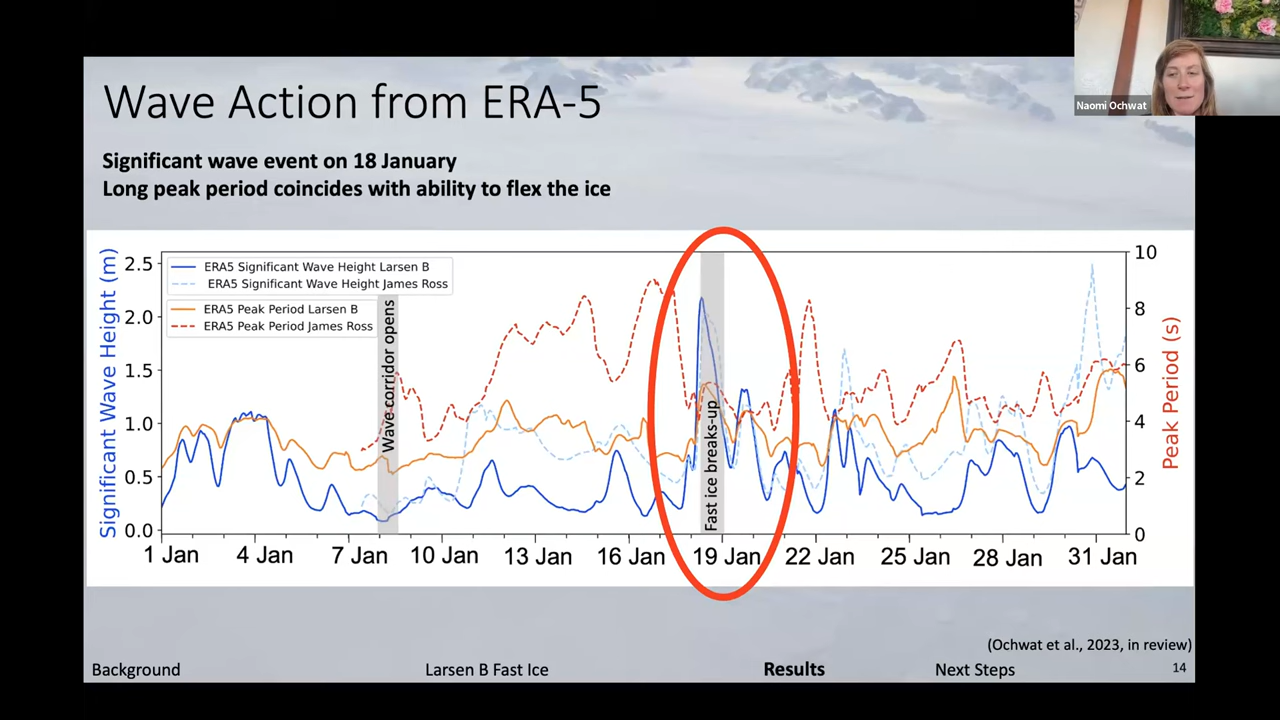 Naomi Ochwat
Wave Action from ERA-5
Significant wave event on 18 January
Long peak period coincides with ability to flex the ice
Significant Wave Height (m)
2.5
2.0
1.5
1.0
0.5
0.0
ERA5 Significant Wave Height Larsen B
ERA5 Significant Wave Height James Ross
ERA5 Peak Period Larsen B
ERA5 Peak Period James Ross
Wave corridor opens
Fast ice breaks-up
10
8
6
4
2
0
Peak Period (s)
1 Jan 4 Jan 7 Jan 10 Jan 13 Jan 16 Jan 19 Jan 22 Jan 25 Jan 28 Jan 31 Jan
(Ochwat et al., 2023, in review)
Background Larsen B Fast Ice Results Next Steps 14